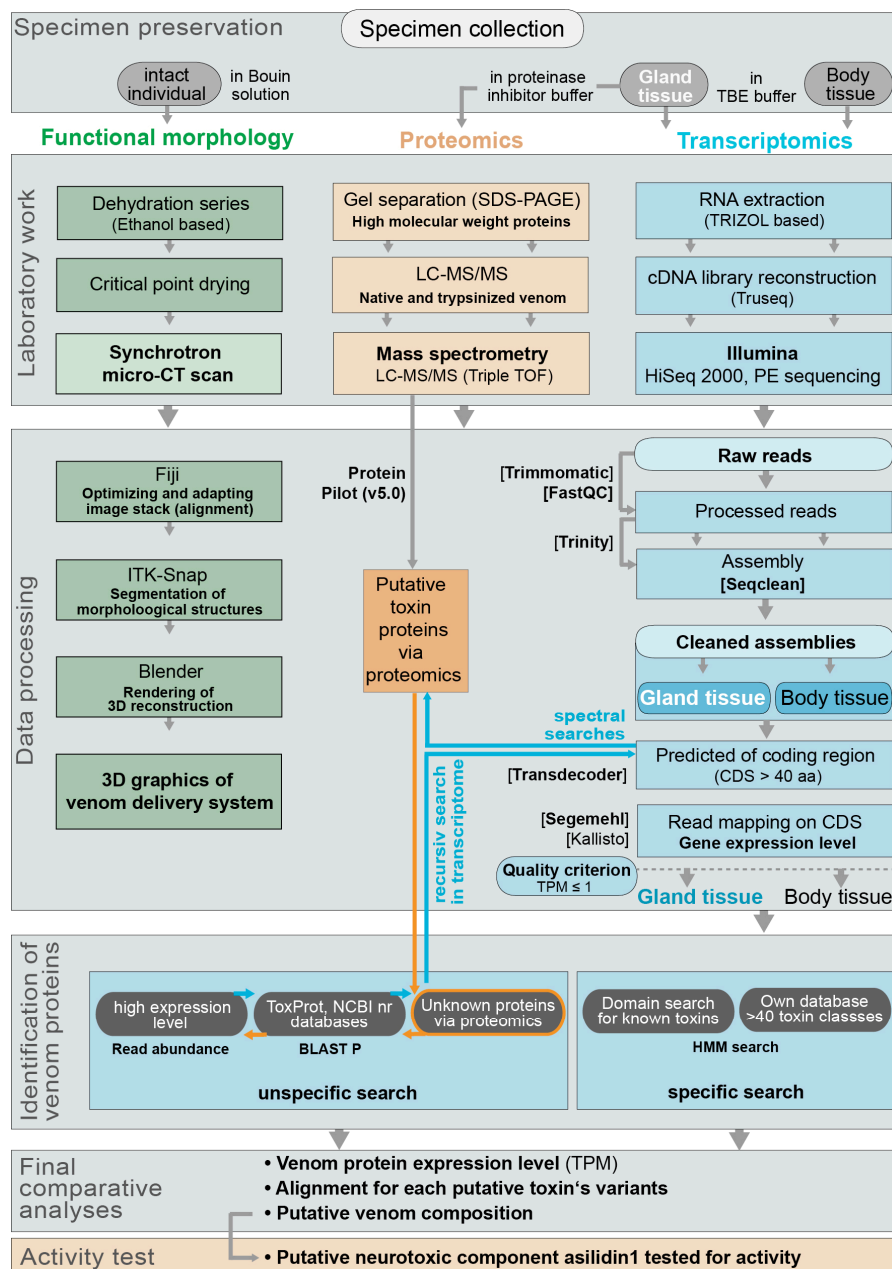 Specimen preservation
Specimen collection
intact
individual
in Bouin
solution
in proteinase
inhibitor buffer
Gland
tissue
in
TBE buffer
Body
tissue
Functional morphology
Proteomics
Transcriptomics
Laboratory work
Dehydration series
(Ethanol based)
Critical point drying
Synchrotron
micro-CT scan
Gel separation (SDS-PAGE)
High molecular weight proteins
LC-MS/MS
Native and trypsinized venom
Mass spectrometry
LC-MS/MS (Triple TOF)
RNA extraction
(TRIZOL based)
cDNA library reconstruction
(Truseq)
Illumina
HiSeq 2000, PE sequencing
Data processing
Fiji
Optimizing and adapting
image stack (alignment)
ITK-Snap
Segmentation of
morpholoogical structures
Blender
Rendering of
3D reconstruction
3D graphics of
venom delivery system
Protein
Pilot (v5.0)
Putative
toxin
proteins
via
proteomics
[Trimmomatic]
[FastQC]
[Trinity]
Raw reads
Processed reads
Assembly
[Seqclean]
Cleaned assemblies
Gland tissue
Body tissue
spectral
searches
recursiv search
in transcriptome
[Transdecoder]
Predicted of coding region
(CDS > 40 aa)
[Segemehl]
[Kallisto]
Read mapping on CDS
Gene expression level
Quality criterion
TPM ≤ 1
Gland tissue
Body tissue
Identification of
venom proteins
high expression
level
Read abundance
ToxProt, NCBI nr
databases
BLAST P
Unknown proteins
via proteomics
unspecific search
Domain search
for known toxins
Own database
>40 toxin classses
HMM search
specific search
Final
comparative
analyses
• Venom protein expression level (TPM)
• Alignment for each putative toxin‘s variants
• Putative venom composition
Activity test
• Putative neurotoxic component asilidin1 tested for activity